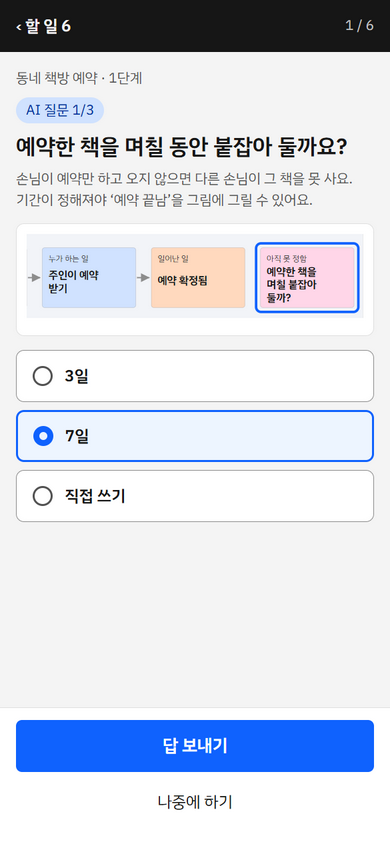 ‹ 할 일 6
1 / 6
동네 책방 예약 · 1단계
AI 질문 1/3
예약한 책을 며칠 동안 붙잡아 둘까요?
손님이 예약만 하고 오지 않으면 다른 손님이 그 책을 못 사요.
기간이 정해져야 ‘예약 끝남’을 그림에 그릴 수 있어요.
누가 하는 일
주인이 예약
받기
일어난 일
예약 확정됨
아직 못 정함
예약한 책을
며칠 붙잡아
둘까?
3일
7일
직접 쓰기
답 보내기
나중에 하기